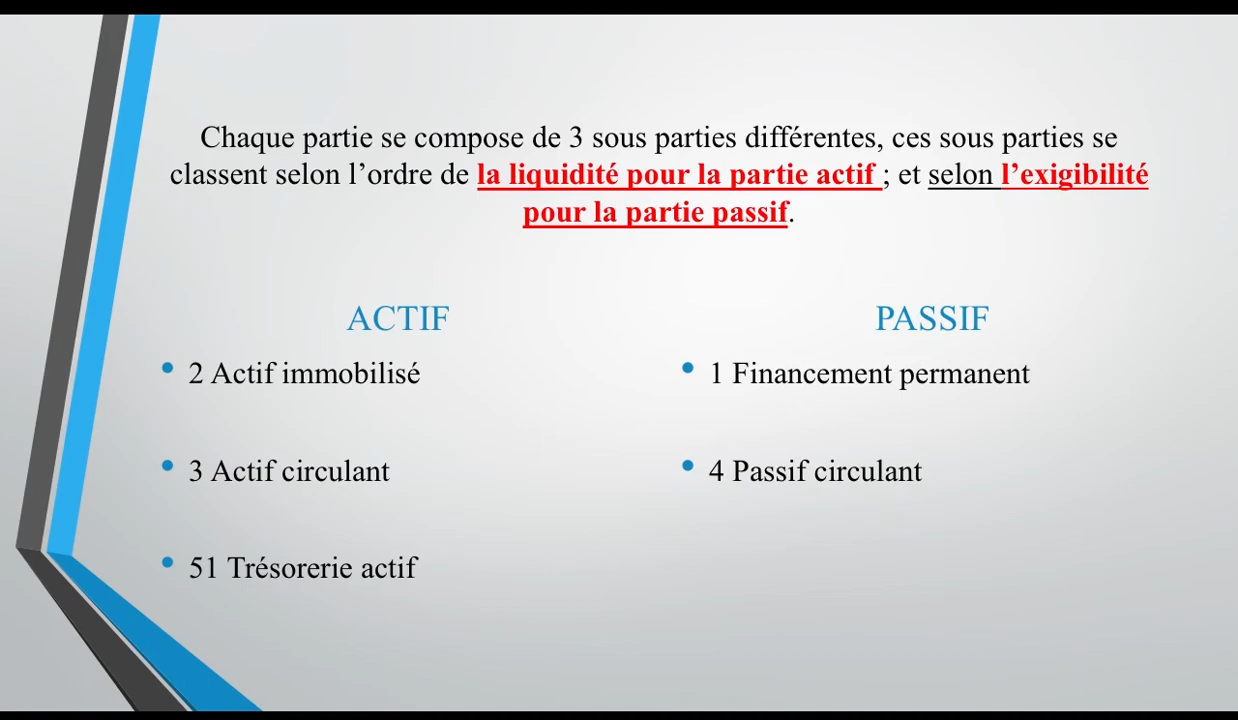 Chaque partie se compose de 3 sous parties différentes, ces sous parties se
classent selon l’ordre de la liquidité pour la partie actif ; et selon l’exigibilité
pour la partie passif.
ACTIF
• 2 Actif immobilisé
• 3 Actif circulant
• 51 Trésorerie actif
PASSIF
• 1 Financement permanent
• 4 Passif circulant